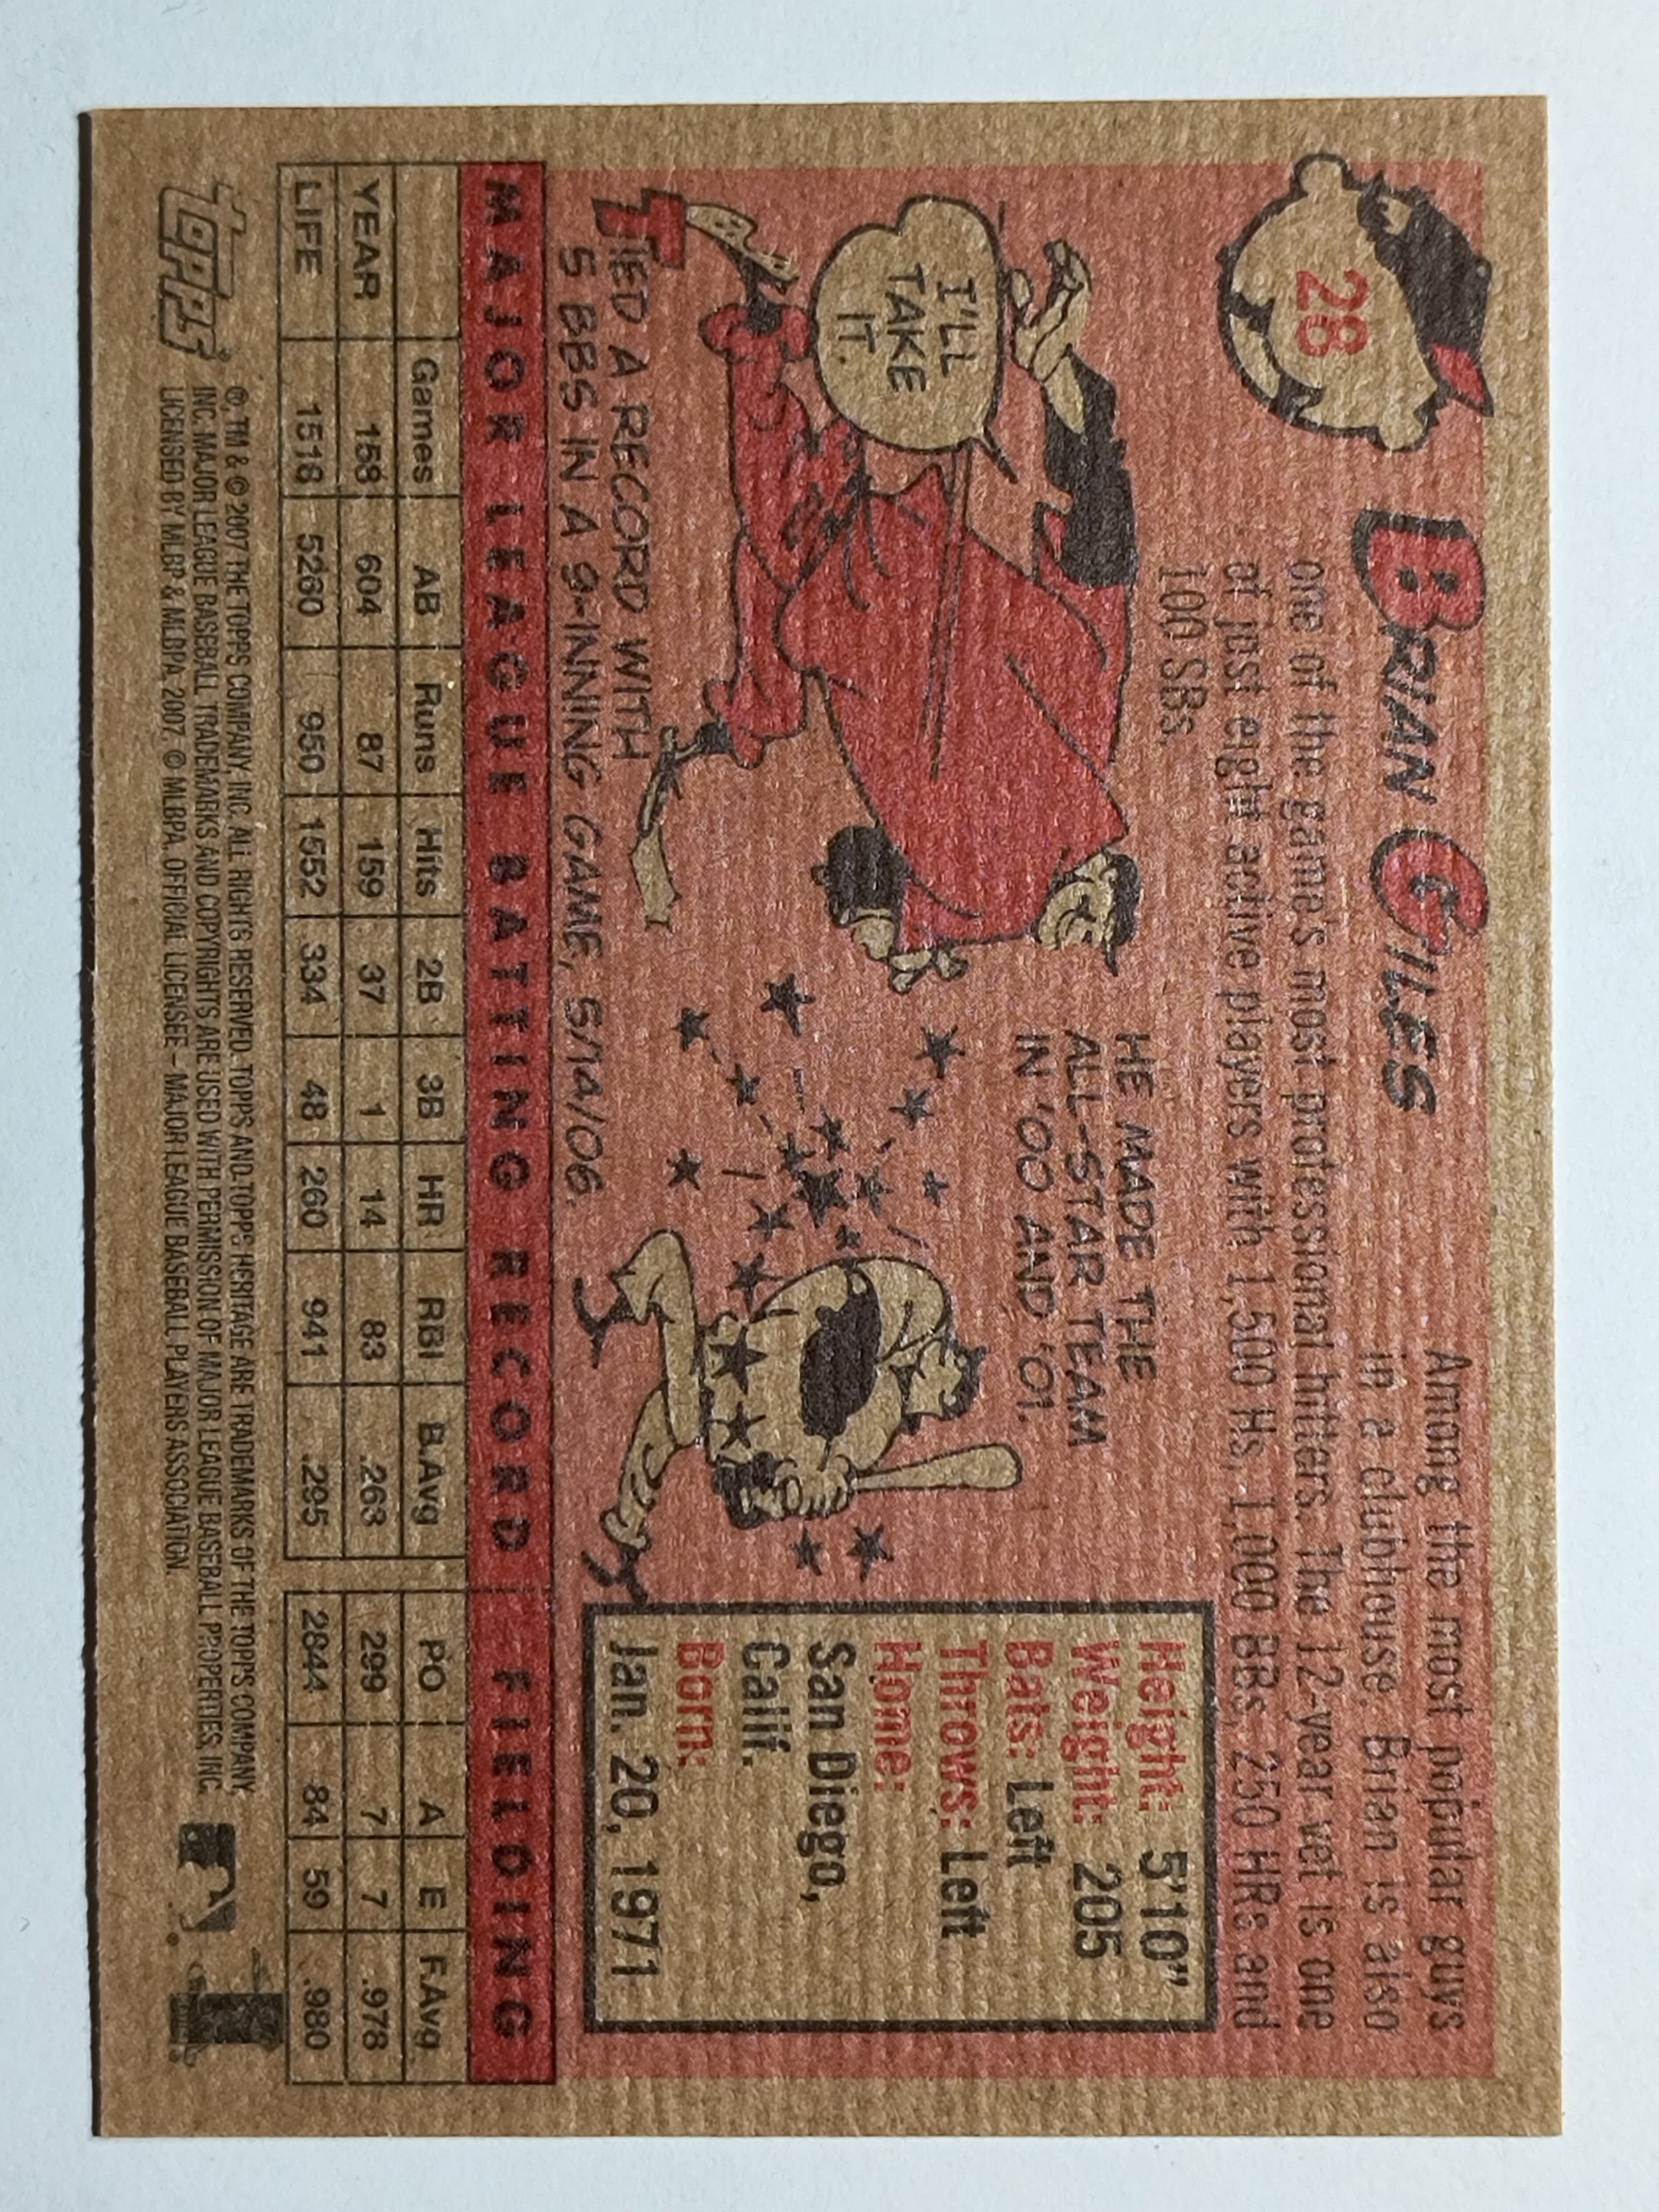 28
BRIAN GILES
Among the most popular guys
in a clubhouse, Brian is also
one of the game's most professional hitters. The 12-year vet is one
of just eight active players with 1,500 Hs, 1,000 BBs, 250 HRs and
100 SBs.
I'LL
TAKE
IT.
TIED A RECORD WITH
5 BBS IN A 9-INNING GAME, 5/14/06.
HE MADE THE
ALL-STAR TEAM
IN '00 AND '01.
Height: 5'10"
Weight: 205
Bats: Left
Throws: Left
Home:
San Diego,
Calif.
Born:
Jan. 20, 1971
MAJOR LEAGUE BATTING RECORD FIELDING
Games AB Runs Hits 2B 3B HR RBI B.Avg PO A E F.Avg
YEAR 158 604 87 159 37 1 14 83 .263 299 7 7 .978
LIFE 1518 5260 950 1552 334 48 260 941 .295 2844 84 59 .980
topps
®, TM & © 2007 THE TOPPS COMPANY, INC. ALL RIGHTS RESERVED. TOPPS AND TOPPS HERITAGE ARE TRADEMARKS OF THE TOPPS COMPANY,
INC. MAJOR LEAGUE BASEBALL TRADEMARKS AND COPYRIGHTS ARE USED WITH PERMISSION OF MAJOR LEAGUE BASEBALL PROPERTIES, INC.
LICENSED BY MLBP & MLBPA, 2007. © MLBPA. OFFICIAL LICENSEE – MAJOR LEAGUE BASEBALL PLAYERS ASSOCIATION.